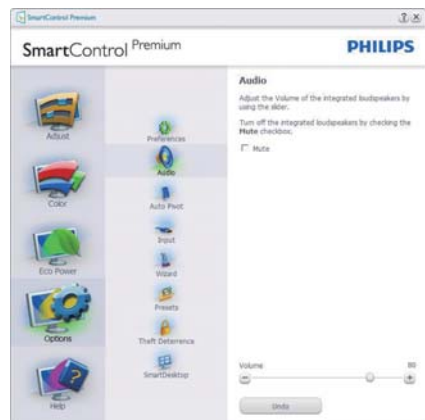 SmartControl Premium
SmartControl Premium
PHILIPS
Adjust
Color
Eco Power
Options
Help
Preferences
Audio
Auto Pivot
Input
Wizard
Presets
Theft Deterrence
SmartDesktop
Audio
Adjust the Volume of the integrated loudspeakers by
using the slider.
Turn off the integrated loudspeakers by checking the
Mute checkbox.
Mute
Volume
80
Undo